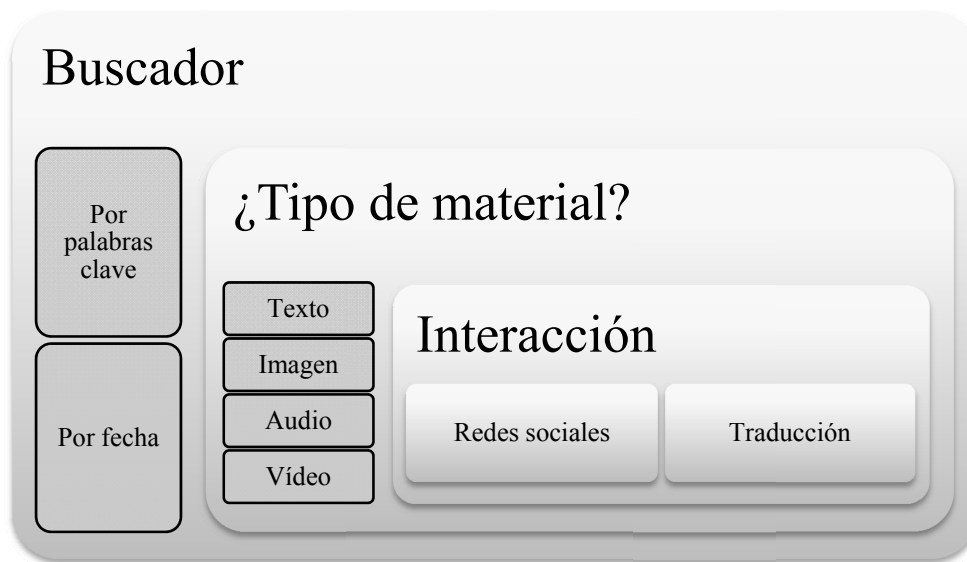 Buscador
Por
palabras
clave
Por fecha
¿Tipo de material?
Texto
Imagen
Audio
Vídeo
Interacción
Redes sociales
Traducción